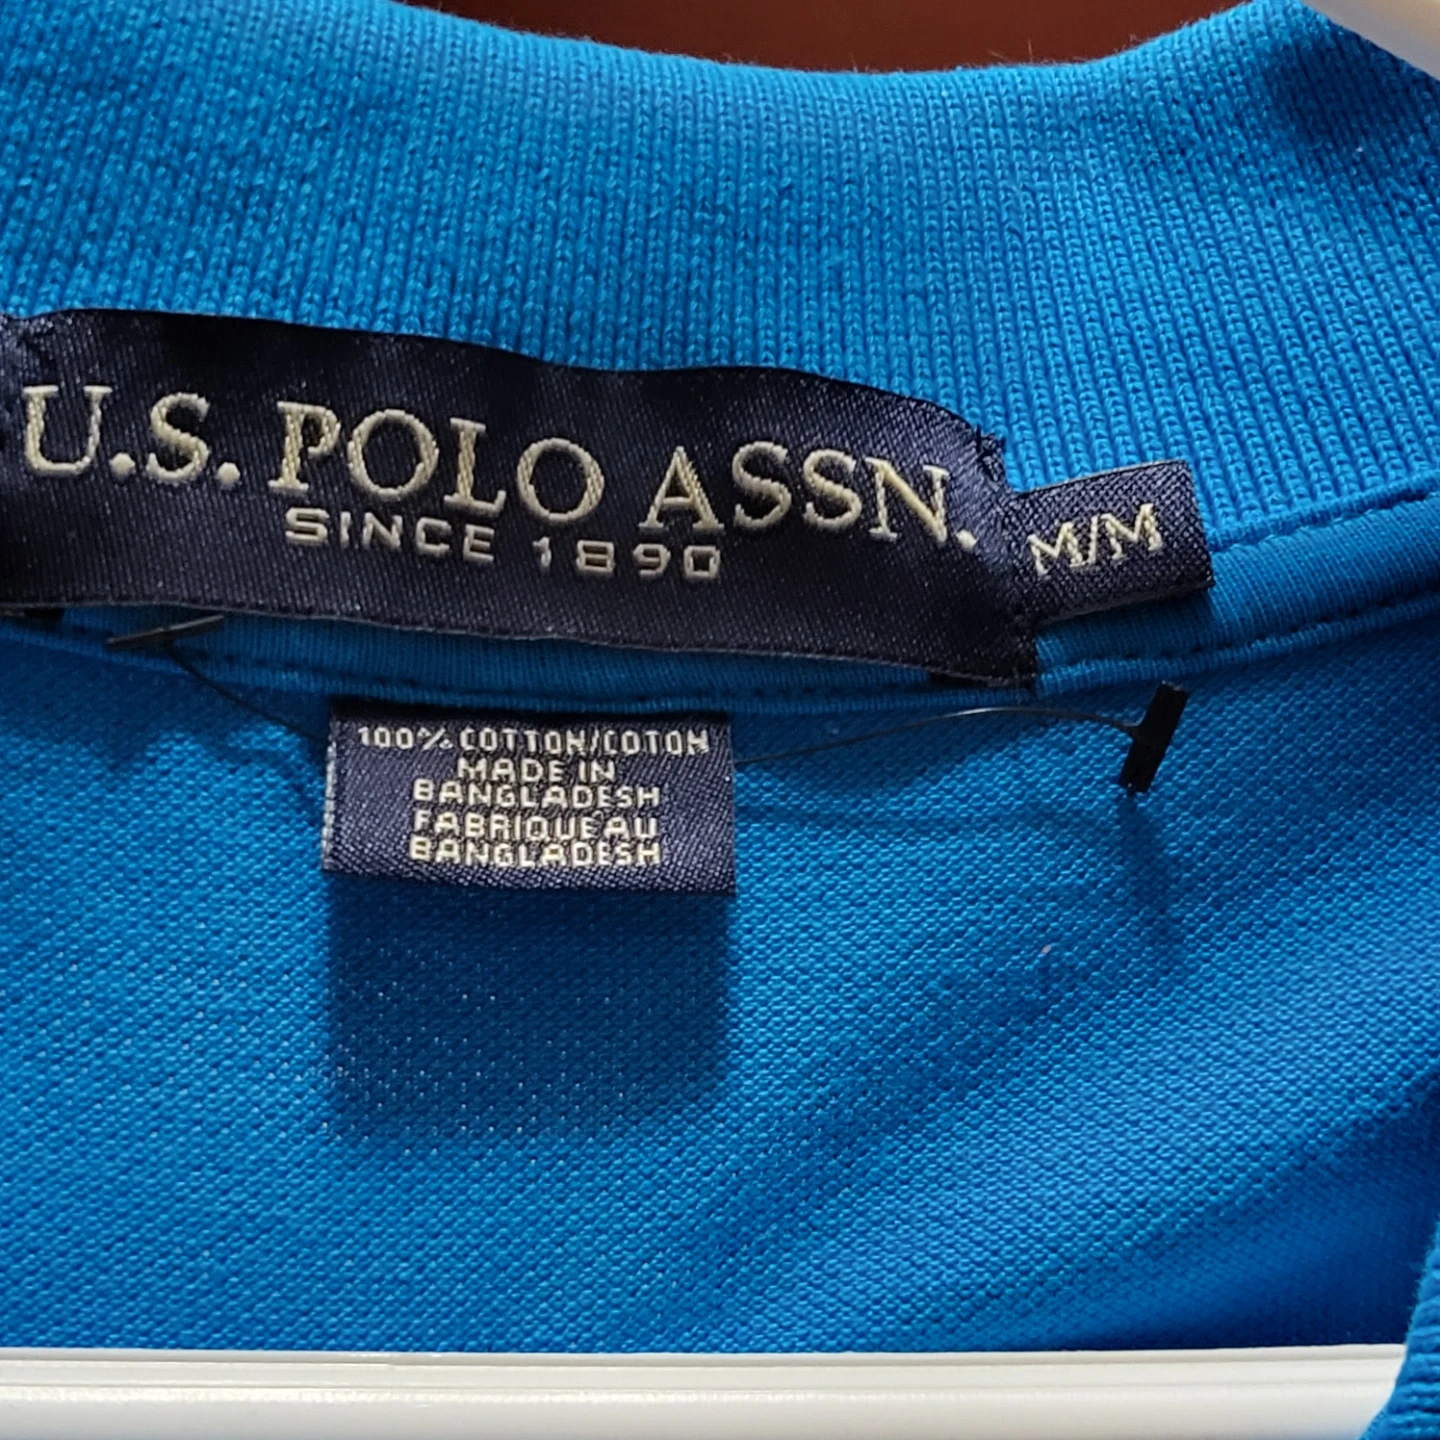 U.S. POLO ASSN.
SINCE 1890
M/M
100% COTTON/COTON
MADE IN
BANGLADESH
FABRIQUE AU
BANGLADESH